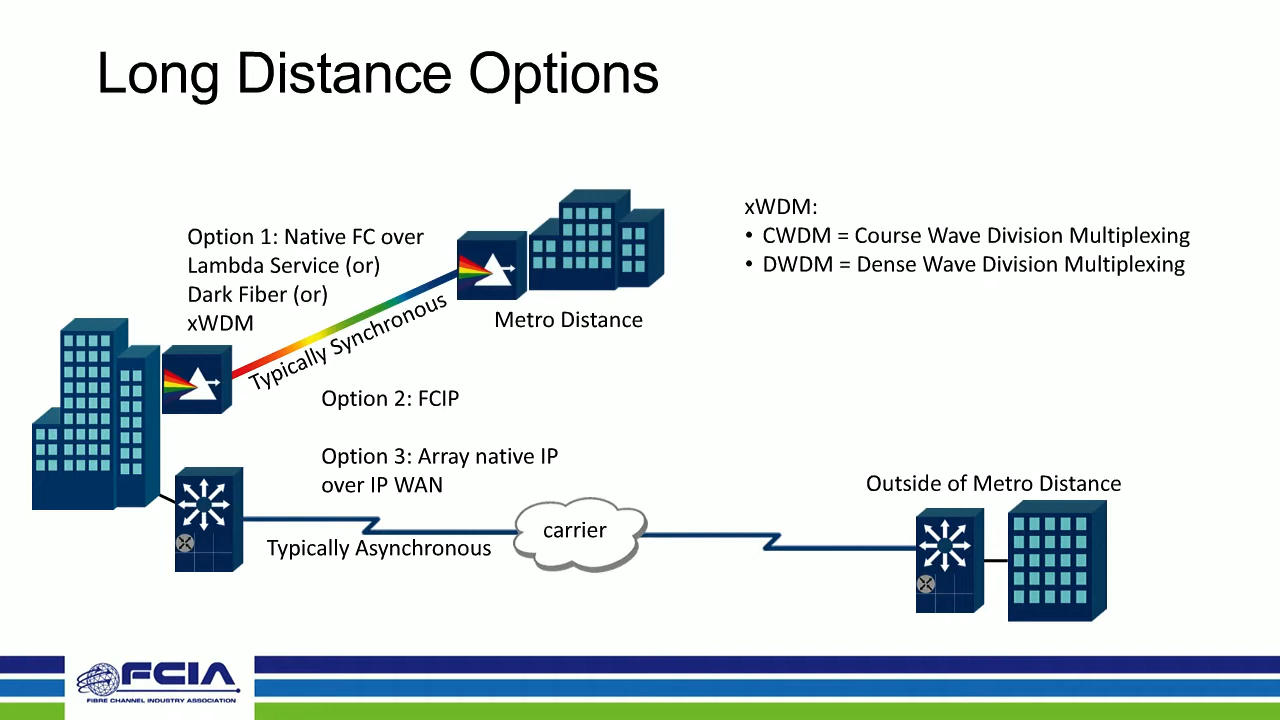 Long Distance Options
Option 1: Native FC over
Lambda Service (or)
Dark Fiber (or)
xWDM
Typically Synchronous
Metro Distance
xWDM:
• CWDM = Course Wave Division Multiplexing
• DWDM = Dense Wave Division Multiplexing
Option 2: FCIP
Option 3: Array native IP
over IP WAN
Typically Asynchronous
carrier
Outside of Metro Distance
FCIA
FIBRE CHANNEL INDUSTRY ASSOCIATION